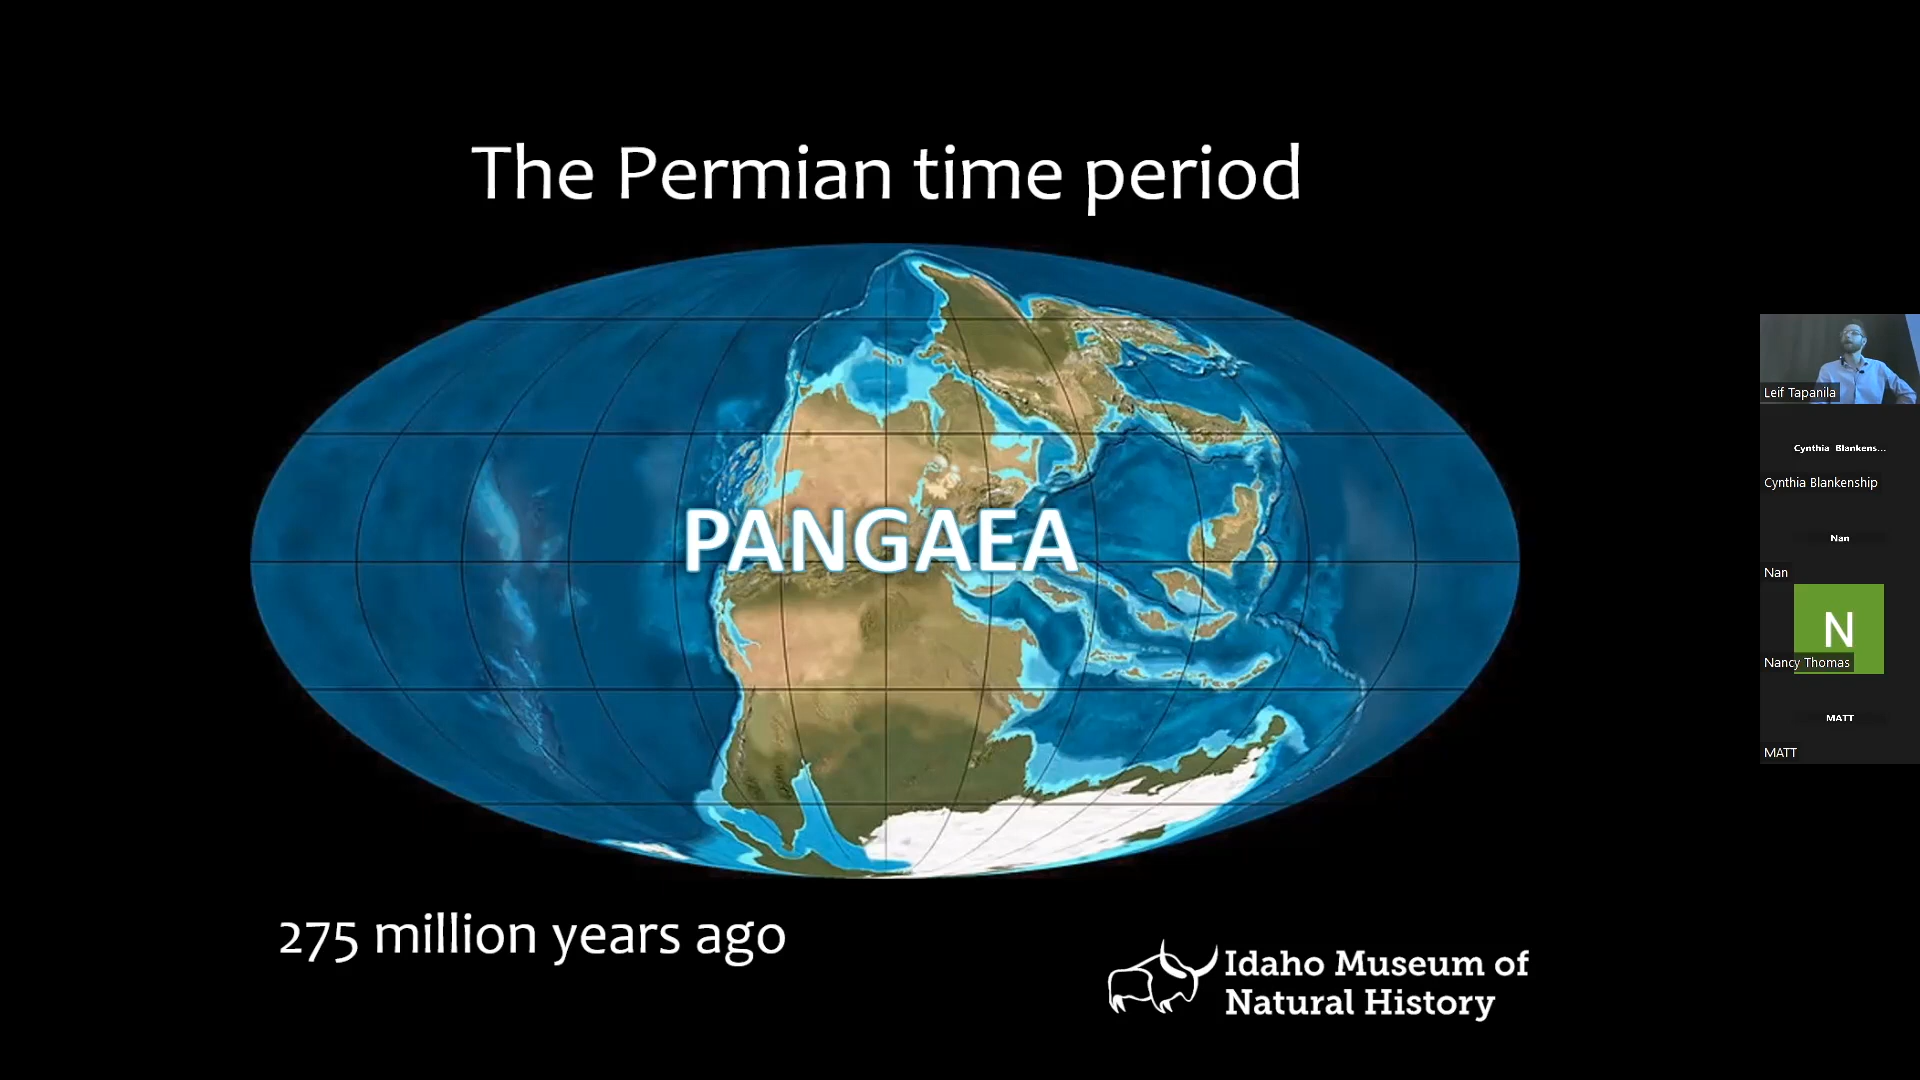 The Permian time period
PANGAEA
275 million years ago
Idaho Museum of
Natural History
Leif Tapanila
Cynthia Blankens...
Cynthia Blankenship
Nan
Nan
N
Nancy Thomas
MATT
MATT